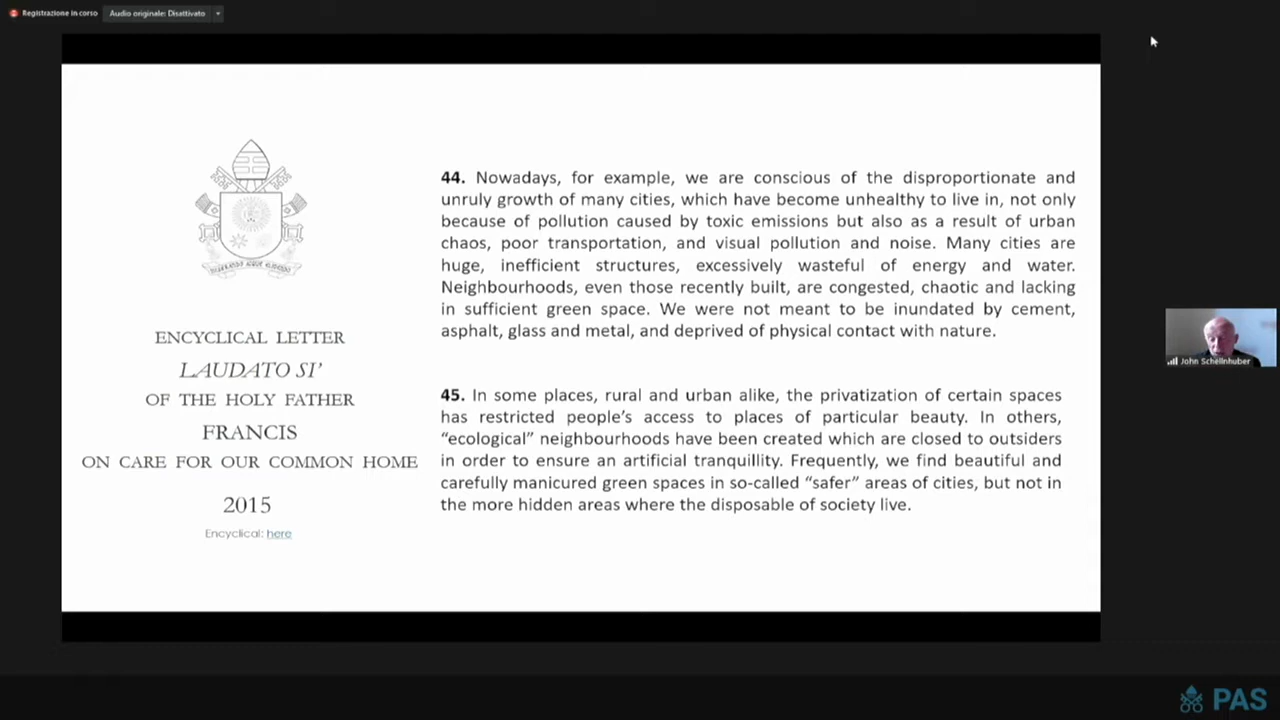 Registrazione in corso
Audio originale: Disattivato
ENCYCLICAL LETTER
LAUDATO SI’
OF THE HOLY FATHER
FRANCIS
ON CARE FOR OUR COMMON HOME
2015
Encyclical: here
44. Nowadays, for example, we are conscious of the disproportionate and
unruly growth of many cities, which have become unhealthy to live in, not only
because of pollution caused by toxic emissions but also as a result of urban
chaos, poor transportation, and visual pollution and noise. Many cities are
huge, inefficient structures, excessively wasteful of energy and water.
Neighbourhoods, even those recently built, are congested, chaotic and lacking
in sufficient green space. We were not meant to be inundated by cement,
asphalt, glass and metal, and deprived of physical contact with nature.
45. In some places, rural and urban alike, the privatization of certain spaces
has restricted people’s access to places of particular beauty. In others,
“ecological” neighbourhoods have been created which are closed to outsiders
in order to ensure an artificial tranquillity. Frequently, we find beautiful and
carefully manicured green spaces in so-called “safer” areas of cities, but not in
the more hidden areas where the disposable of society live.
John Schellnhuber
PAS